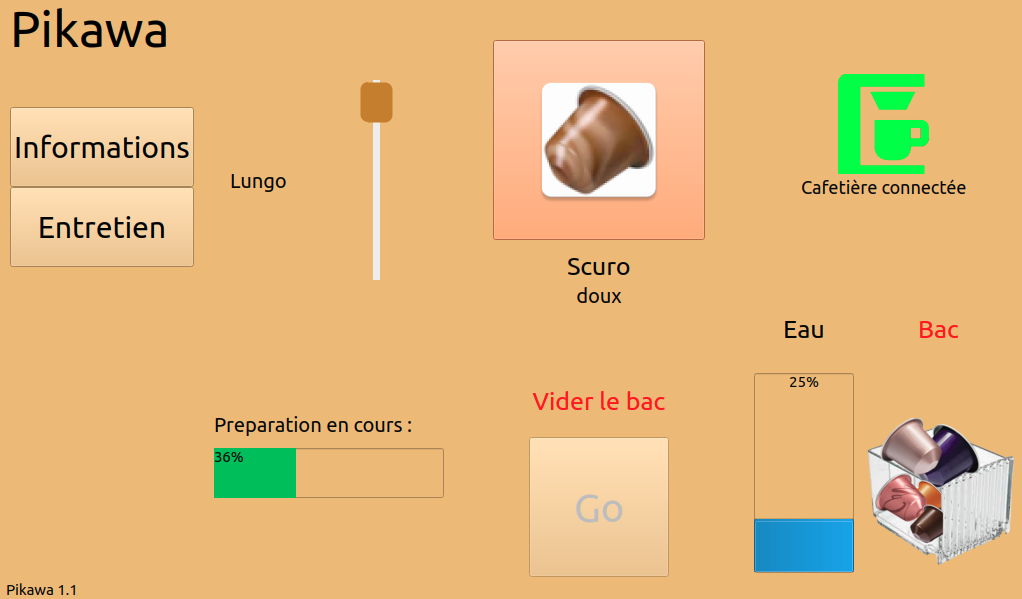 Pikawa
Informations
Entretien
Lungo
Scuro
doux
Cafetière connectée
Eau
Bac
25%
Vider le bac
Preparation en cours :
36%
Go
Pikawa 1.1